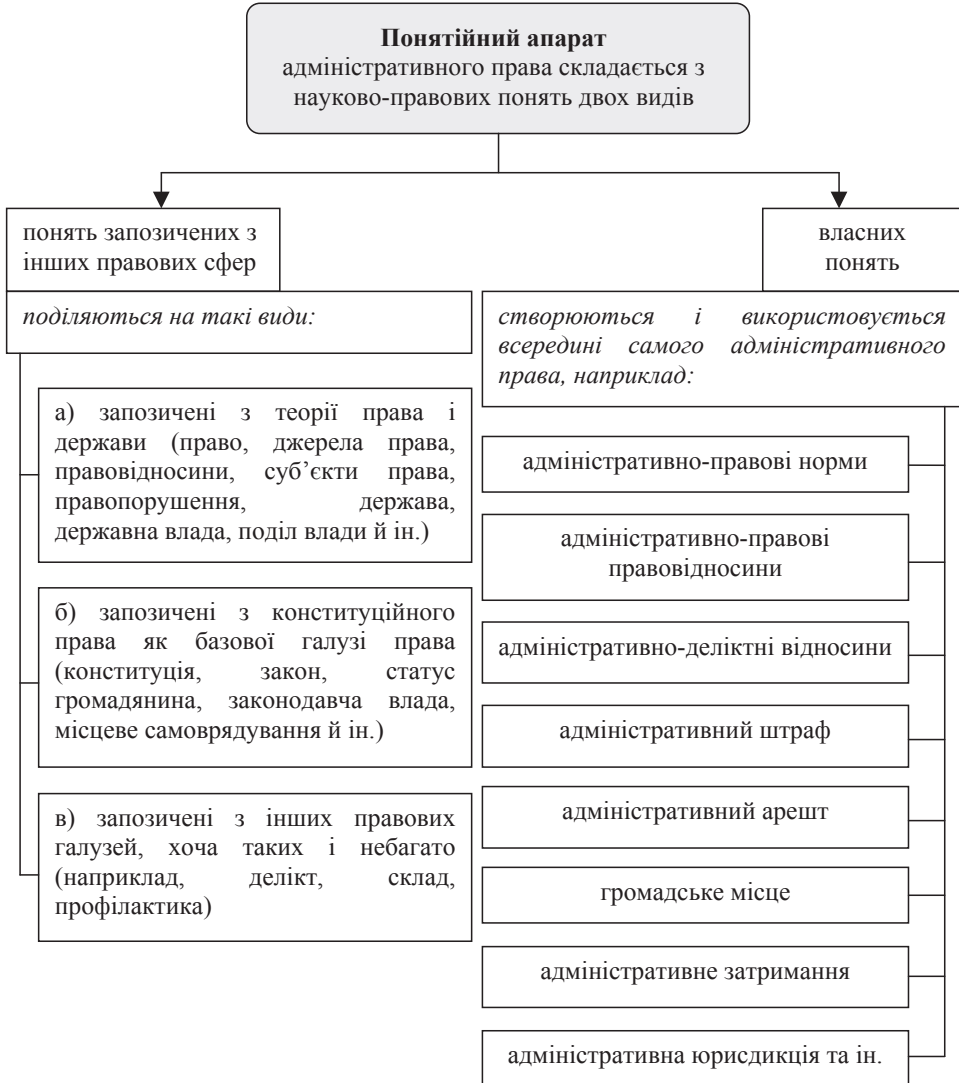 Понятійний апарат
адміністративного права складається з
науково-правових понять двох видів
понять запозичених з
інших правових сфер
поділяються на такі види:
а) запозичені з теорії права і
держави (право, джерела права,
правовідносини, суб’єкти права,
правопорушення, держава,
державна влада, поділ влади й ін.)
б) запозичені з конституційного
права як базової галузі права
(конституція, закон, статус
громадянина, законодавча влада,
місцеве самоврядування й ін.)
в) запозичені з інших правових
галузей, хоча таких і небагато
(наприклад, делікт, склад,
профілактика)
власних
понять
створюються і використовується
всередині самого адміністративного
права, наприклад:
адміністративно-правові норми
адміністративно-правові
правовідносини
адміністративно-деліктні відносини
адміністративний штраф
адміністративний арешт
громадське місце
адміністративне затримання
адміністративна юрисдикція та ін.